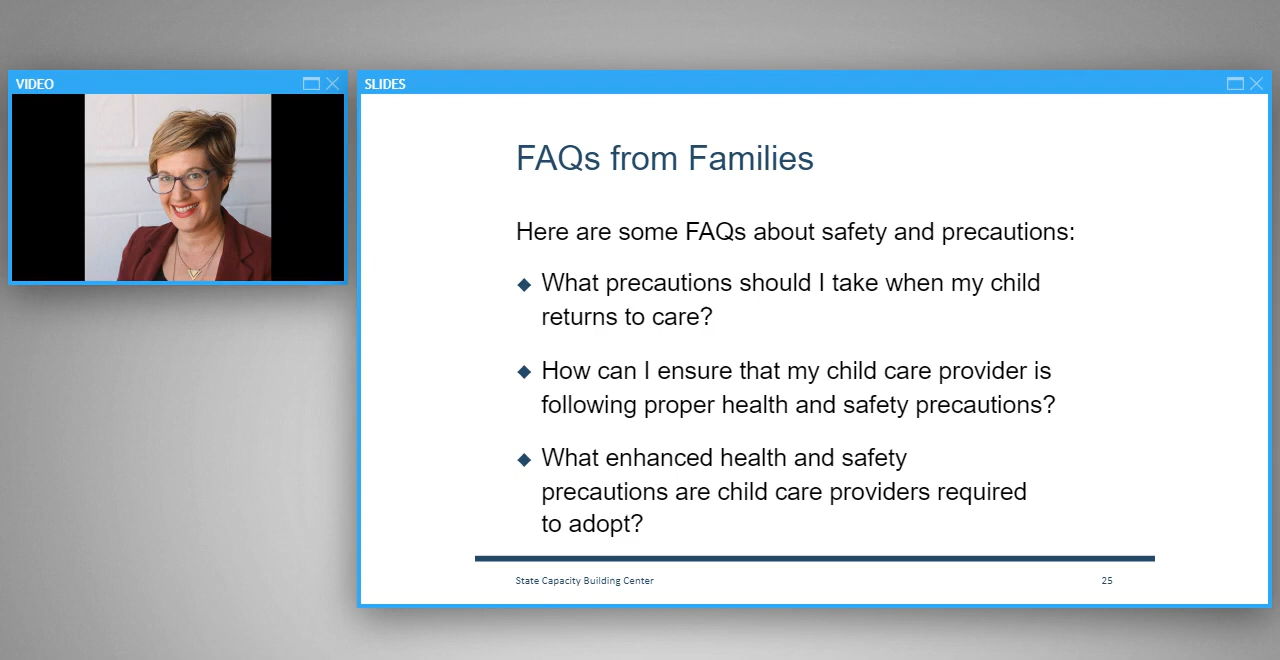 VIDEO
SLIDES
FAQs from Families
Here are some FAQs about safety and precautions:
What precautions should I take when my child
returns to care?
How can I ensure that my child care provider is
following proper health and safety precautions?
What enhanced health and safety
precautions are child care providers required
to adopt?
State Capacity Building Center
25